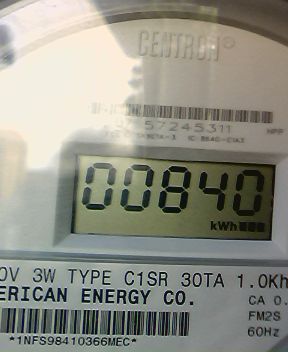 CENTRON®
57245311
HPP
00840
kWh
0V 3W TYPE C1SR 30TA 1.0Kh
ERICAN ENERGY CO.
CA 0.
FM2S
60Hz
*1NFS98410366MEC*